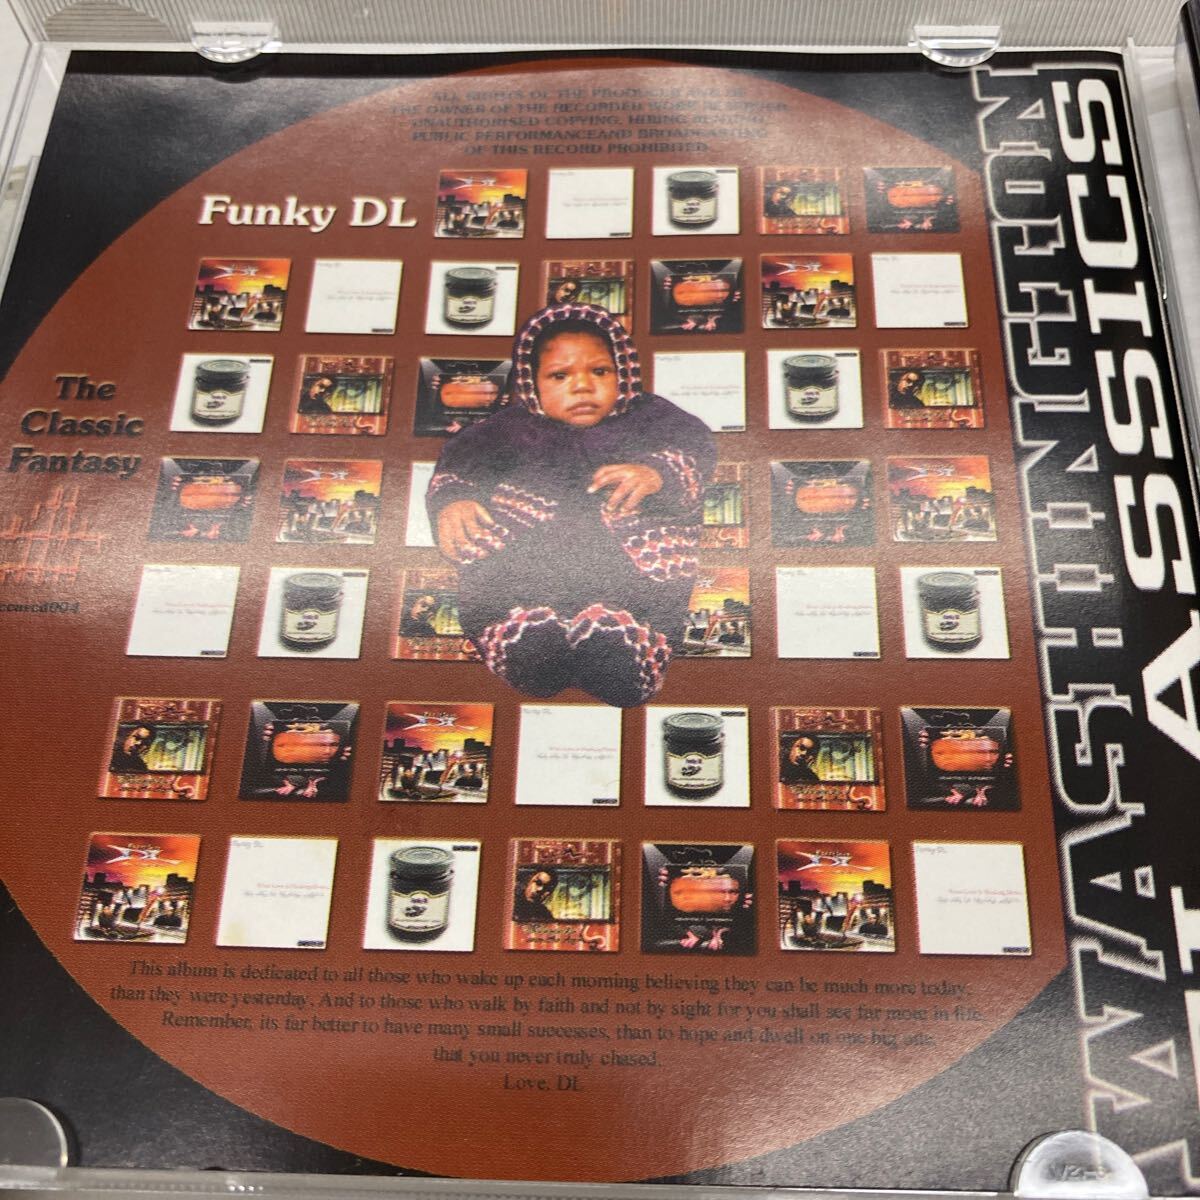 ALL RIGHTS OF THE PRODUCER AND OF
THE OWNER OF THE RECORDED WORK RESERVED
UNAUTHORISED COPYING, HIRING RENTING,
PUBLIC PERFORMANCEAND BROADCASTING
OF THIS RECORD PROHIBITED
Funky DL
The
Classic
Fantasy
This album is dedicated to all those who wake up each morning believing they can be much more today,
than they were yesterday. And to those who walk by faith and not by sight for you shall see far more in life.
Remember, its far better to have many small successes, than to hope and dwell on one big one,
that you never truly chased.
Love, DL
WASHINGTON
CLASSICS